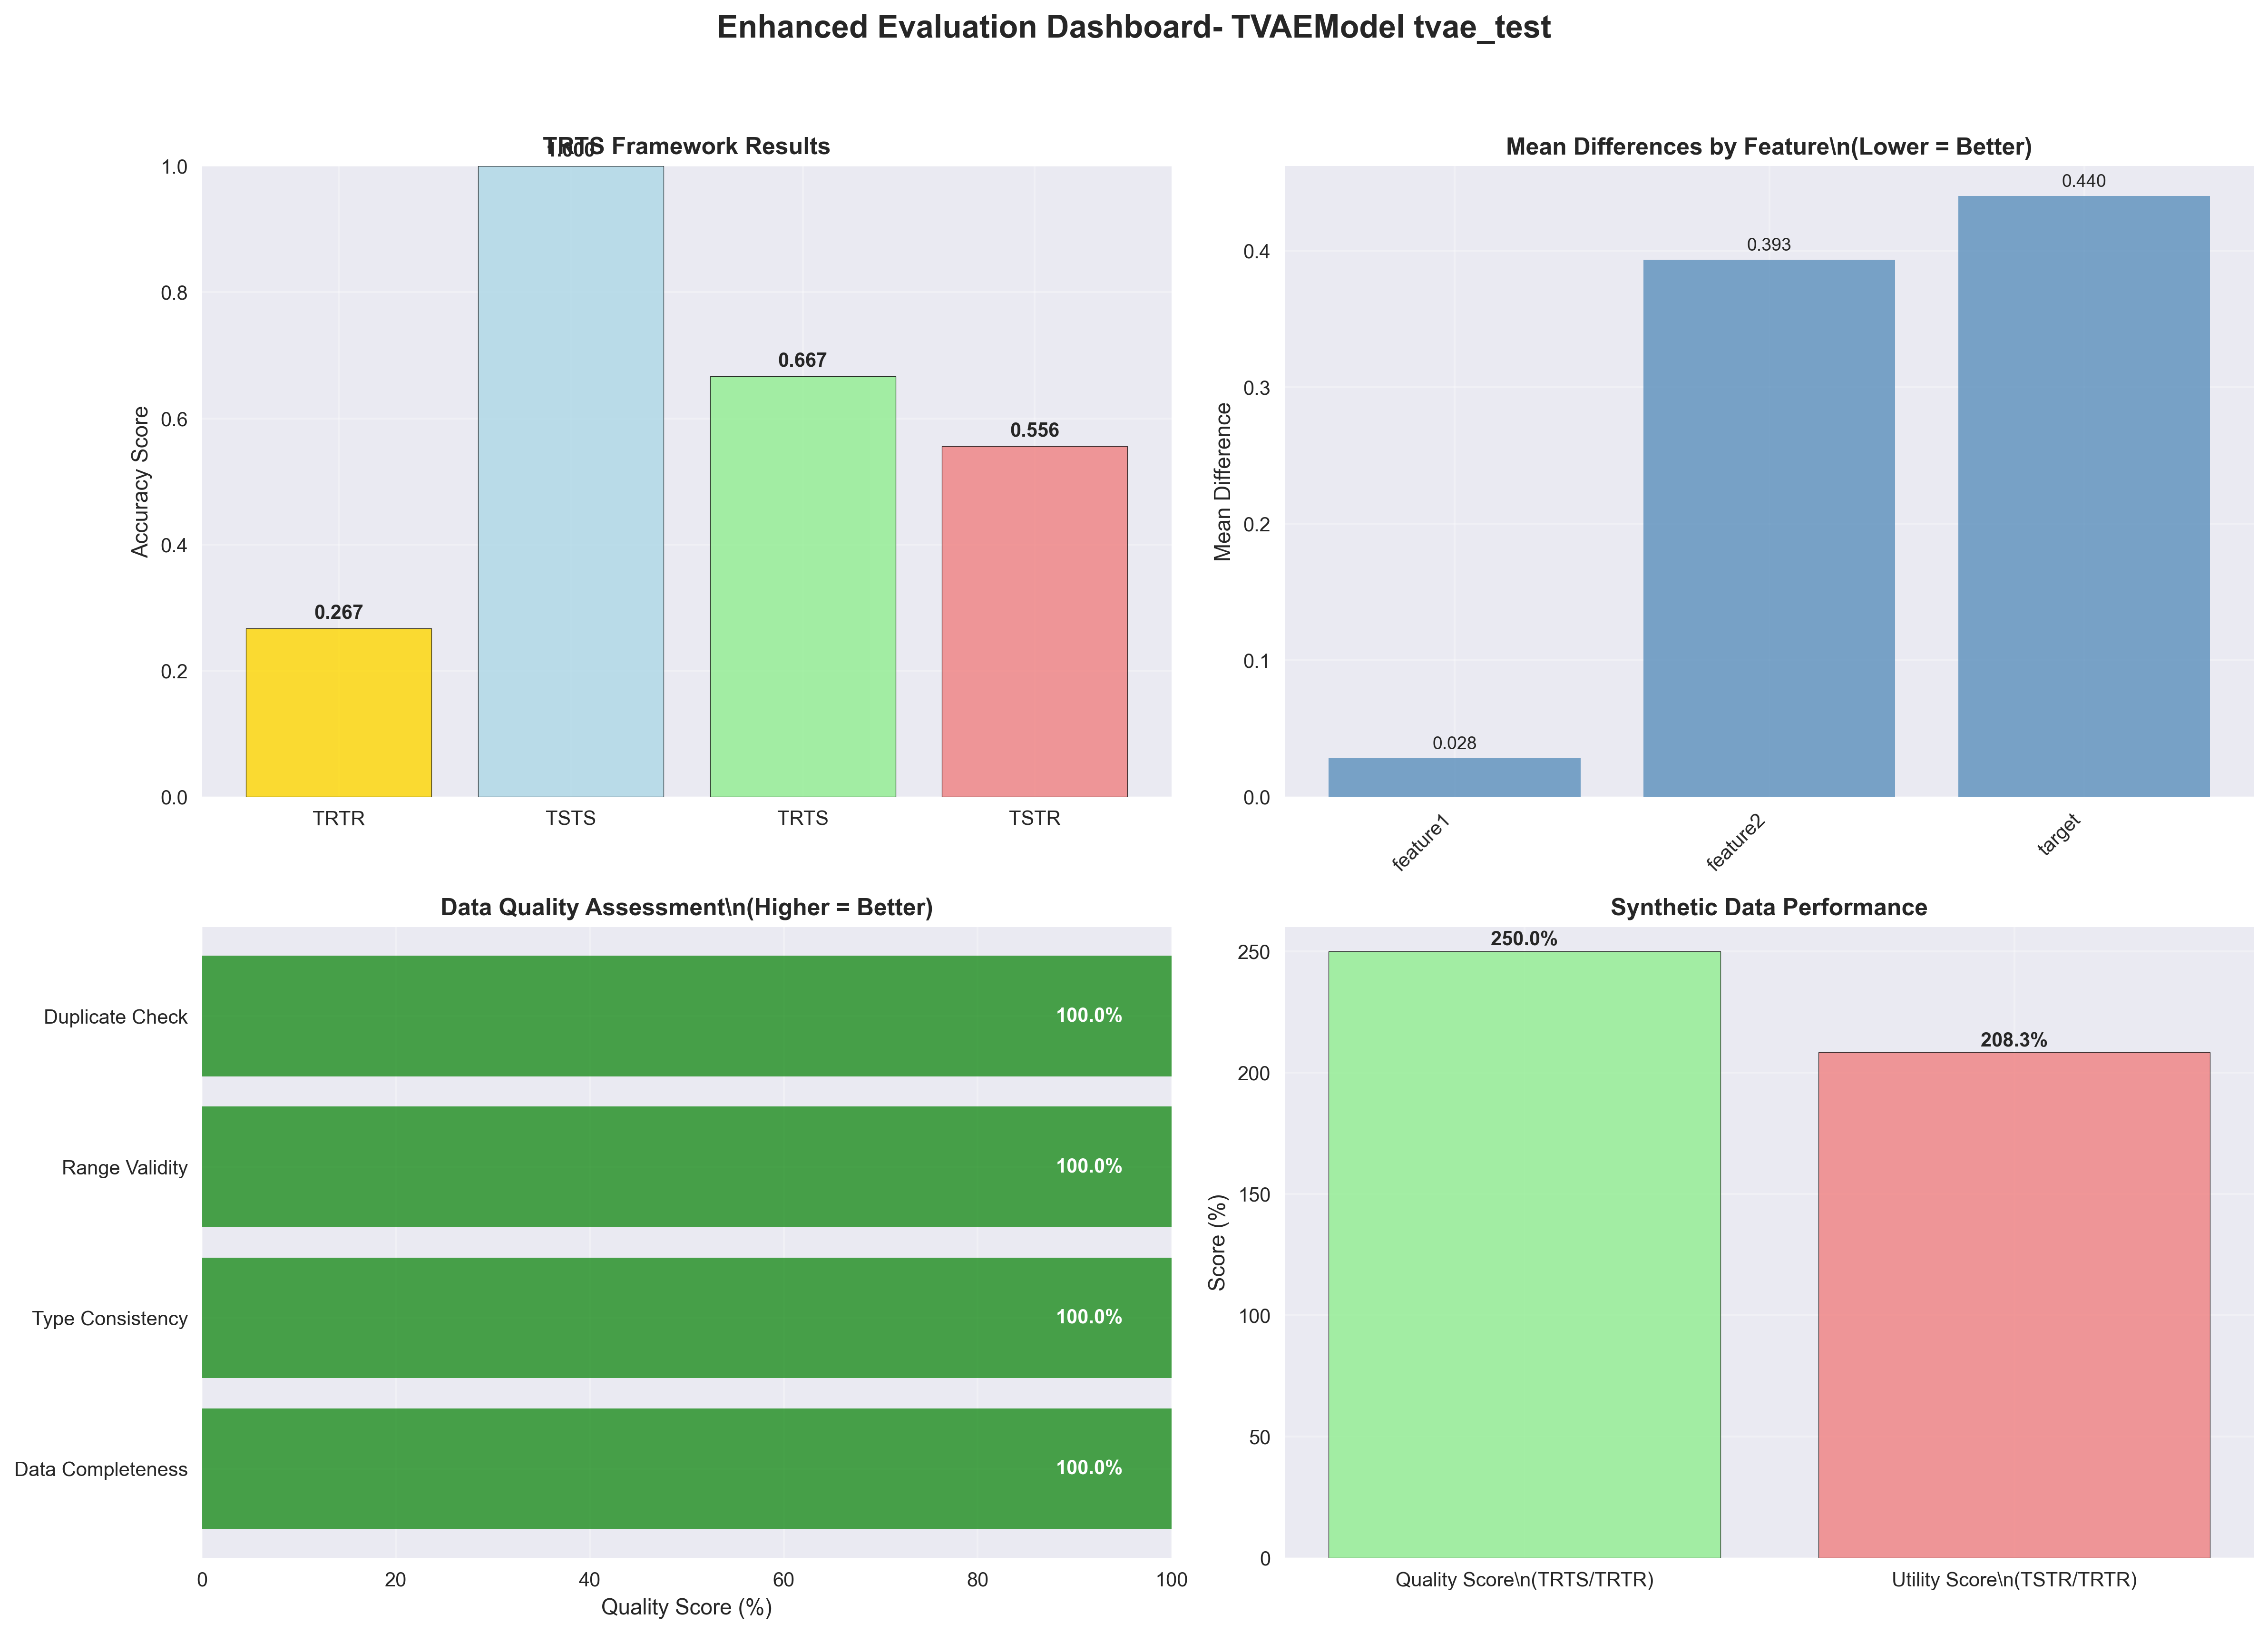 Enhanced Evaluation Dashboard- TVAEModel tvae_test
TRTS Framework Results
1.000
1.0
0.8
0.6
0.4
0.2
0.0
Accuracy Score
0.267
0.667
0.556
TRTR
TSTS
TRTS
TSTR
Mean Differences by Feature\n(Lower = Better)
0.4
0.3
0.2
0.1
0.0
Mean Difference
0.028
0.393
0.440
feature1
feature2
target
Data Quality Assessment\n(Higher = Better)
Duplicate Check
100.0%
Range Validity
100.0%
Type Consistency
100.0%
Data Completeness
100.0%
0
20
40
60
80
100
Quality Score (%)
Synthetic Data Performance
250
200
150
100
50
0
Score (%)
250.0%
208.3%
Quality Score\n(TRTS/TRTR)
Utility Score\n(TSTR/TRTR)